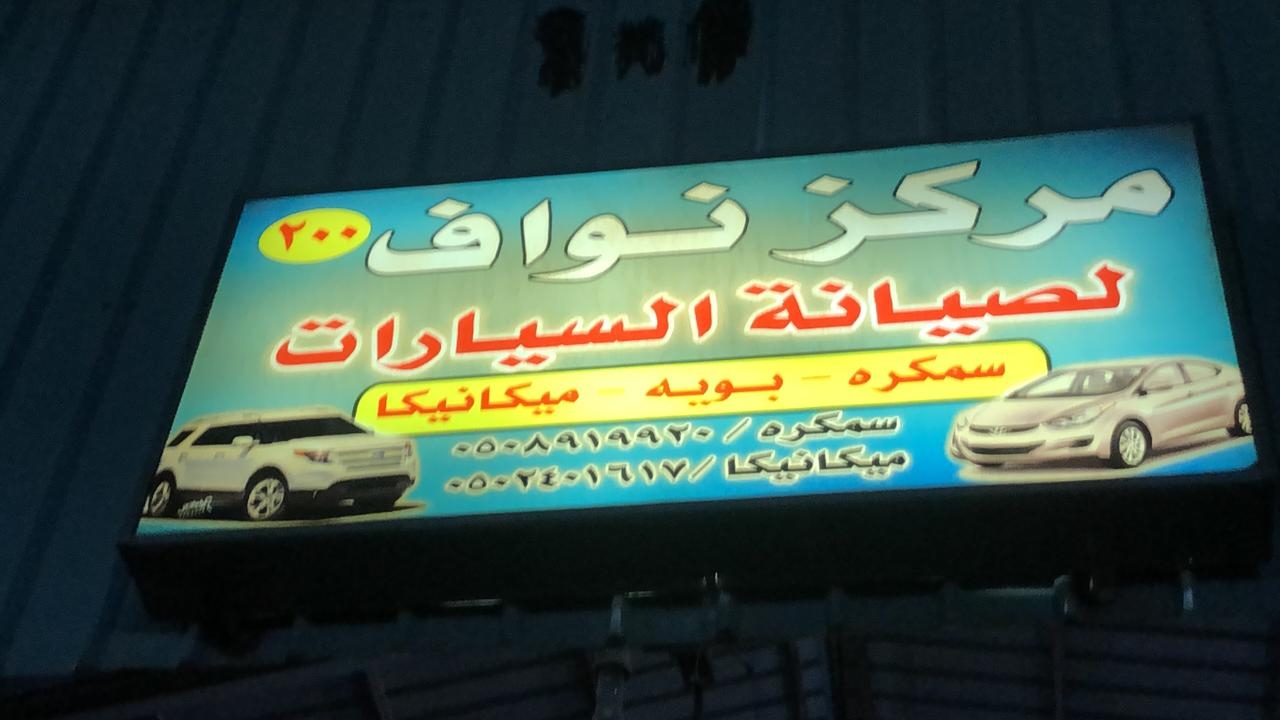 مركز نواف ٢٠٠
لصيانة السيارات
سمكره - بويه - ميكانيكا
سمكره / ٠٥٠٨٩١٩٩٢٠
ميكانيكا / ٠٥٠٢٤٠١٦١٧